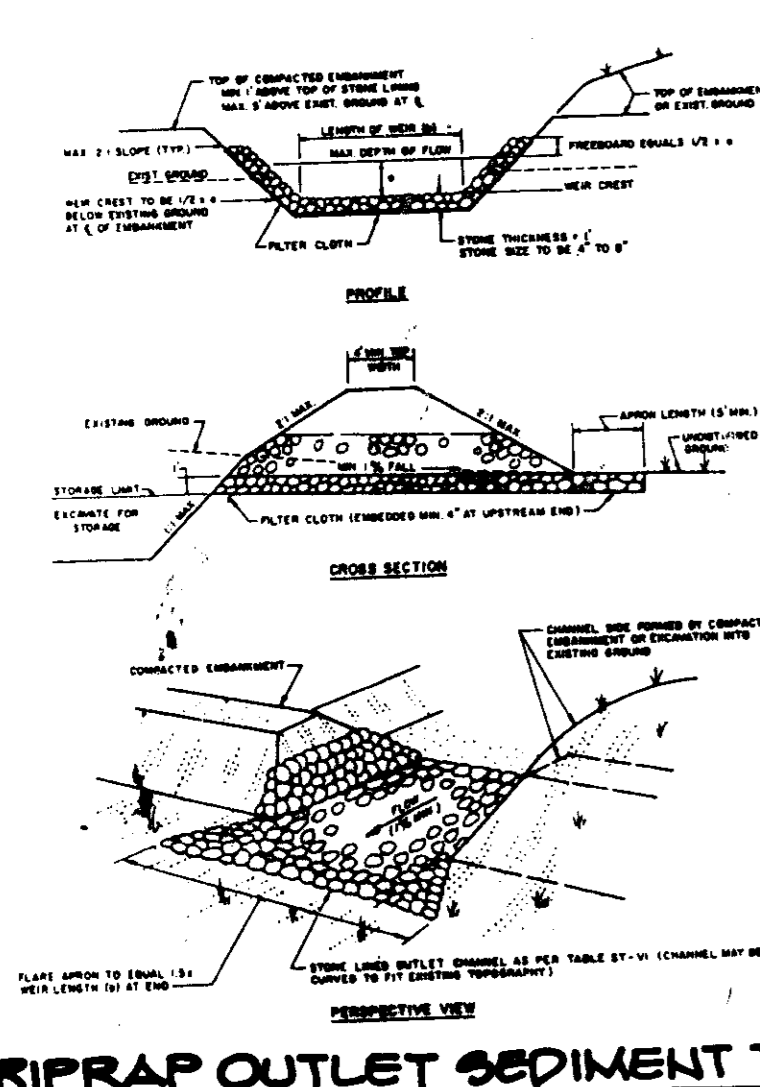 TOP OF COMPACTED EMBANKMENT
MIN. 1' ABOVE TOP OF STONE LINING
MAX. 5' ABOVE EXIST. GROUND AT ℄
TOP OF EMBANKMEN
OR EXIST. GROUND
LENGTH OF WEIR (b)
MAX. DEPTH OF FLOW
FREEBOARD EQUALS 1/2 x a
MAX 2:1 SLOPE (TYP.)
EXIST GROUND
a
WEIR CREST
WEIR CREST TO BE 1/2 x a
BELOW EXISTING GROUND
AT ℄ OF EMBANKMENT
FILTER CLOTH
STONE THICKNESS = 1'
STONE SIZE TO BE 4" TO 8"
PROFILE
4' MIN. TOP
WIDTH
2:1 MAX.
2:1 MAX.
APRON LENGTH (5' MIN.)
EXISTING GROUND
UNDISTURBED
GROUND
MIN 1% FALL
1'
STORAGE LIMIT
EXCAVATE FOR
STORAGE
1:1 MAX
FILTER CLOTH (EMBEDDED MIN. 4" AT UPSTREAM END)
CROSS SECTION
CHANNEL SIDE FORMED BY COMPACT
EMBANKMENT OR EXCAVATION INTO
EXISTING GROUND
COMPACTED EMBANKMENT
FLOW
(1% MIN)
FLARE APRON TO EQUAL 1.5x
WEIR LENGTH (b) AT END
STONE LINED OUTLET CHANNEL AS PER TABLE ST-VI (CHANNEL MAY BE
CURVED TO FIT EXISTING TOPOGRAPHY)
PERSPECTIVE VIEW
RIPRAP OUTLET SEDIMENT T